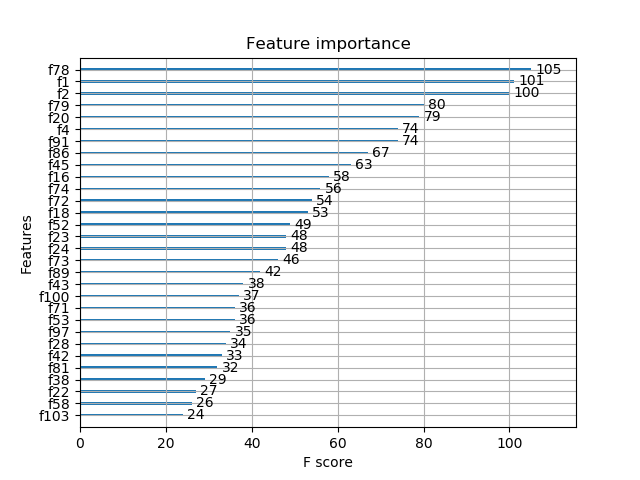 Feature importance
f78 105
f1 101
f2 100
f79 80
f20 79
f4 74
f91 74
f86 67
f45 63
f16 58
f74 56
f72 54
f18 53
f52 49
f23 48
f24 48
f73 46
f89 42
f43 38
f100 37
f71 36
f53 36
f97 35
f28 34
f42 33
f81 32
f38 29
f22 27
f58 26
f103 24
Features
0 20 40 60 80 100
F score